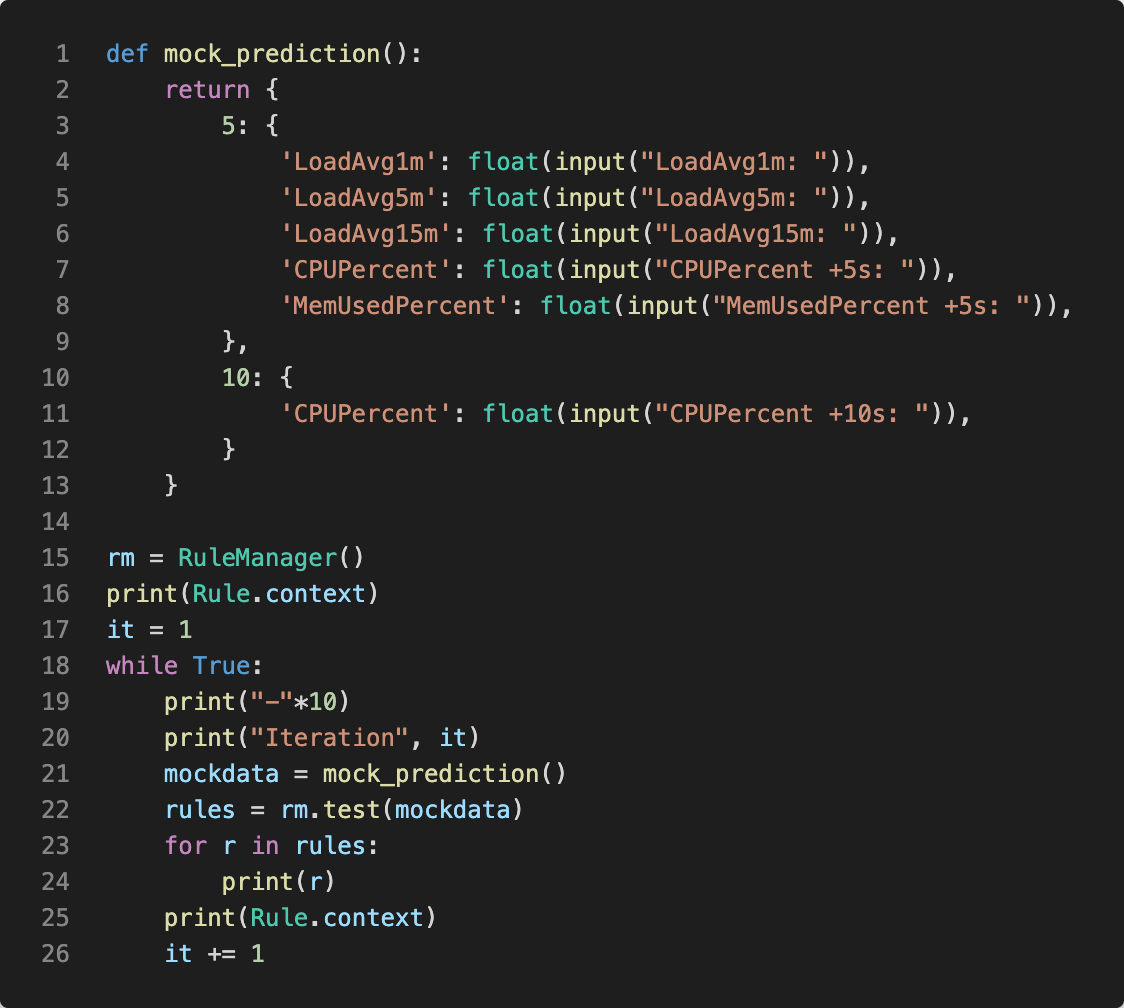 1 def mock_prediction():
2     return {
3         5: {
4             'LoadAvg1m': float(input("LoadAvg1m: ")),
5             'LoadAvg5m': float(input("LoadAvg5m: ")),
6             'LoadAvg15m': float(input("LoadAvg15m: ")),
7             'CPUPercent': float(input("CPUPercent +5s: ")),
8             'MemUsedPercent': float(input("MemUsedPercent +5s: ")),
9         },
10         10: {
11             'CPUPercent': float(input("CPUPercent +10s: ")),
12         }
13     }
14
15 rm = RuleManager()
16 print(Rule.context)
17 it = 1
18 while True:
19     print("-"*10)
20     print("Iteration", it)
21     mockdata = mock_prediction()
22     rules = rm.test(mockdata)
23     for r in rules:
24         print(r)
25     print(Rule.context)
26     it += 1